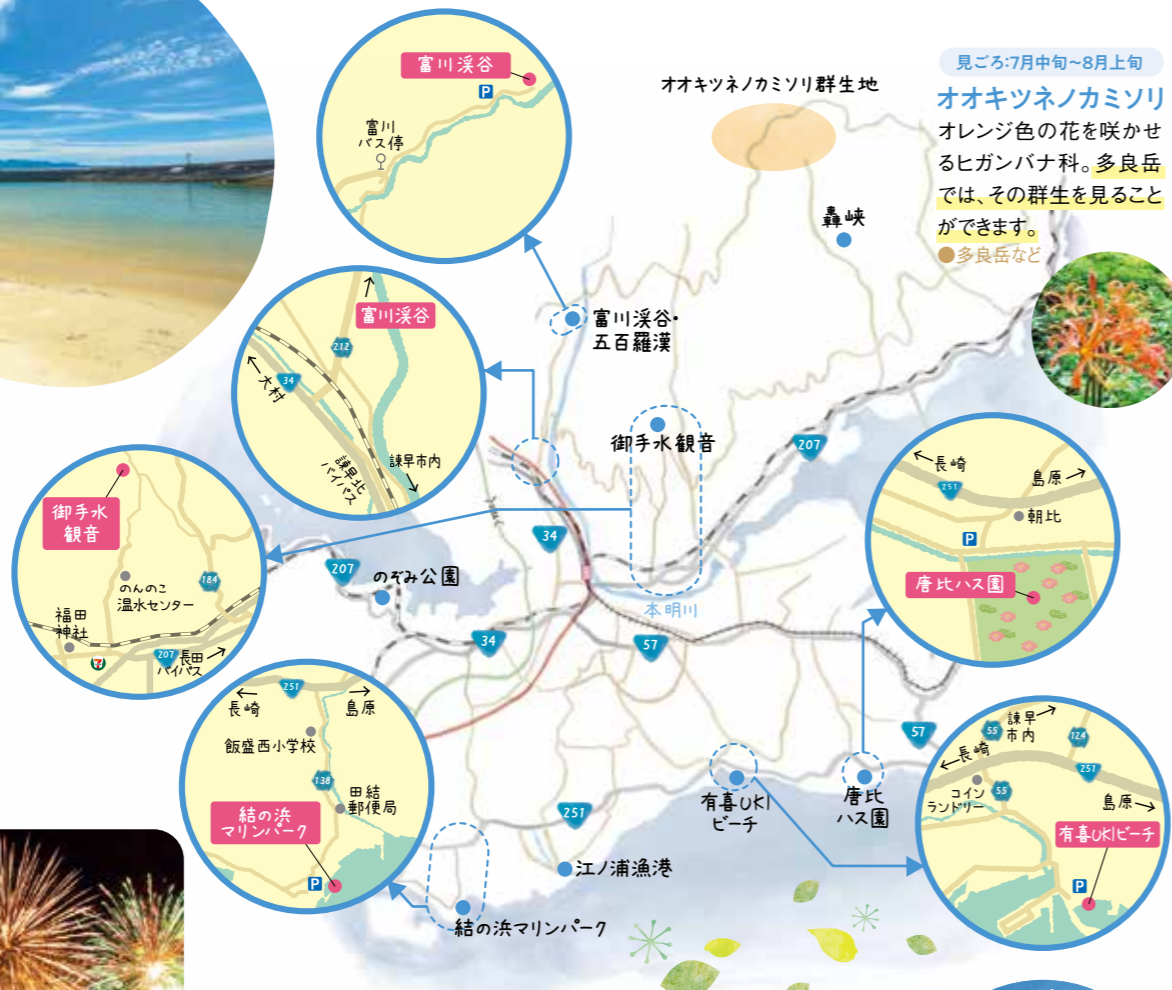 富川渓谷
P
富川
バス停
オオキツネノカミソリ群生地
見ごろ:7月中旬〜8月上旬
オオキツネノカミソリ
オレンジ色の花を咲かせ
るヒガンバナ科。多良岳
では、その群生を見ること
ができます。
●多良岳など
轟峡
富川渓谷・
五百羅漢
御手水観音
207
34
本明川
207
のぞみ公園
34
57
57
251
有喜UKI
ビーチ
唐比
ハス園
江ノ浦漁港
結の浜マリンパーク
富川渓谷
212
34
←大村
諫早北
バイパス
諫早市内
御手水
観音
のんのこ
温水センター
184
福田
神社
7
207
長田
バイパス
251
←
長崎
→
島原
飯盛西小学校
138
田結
郵便局
結の浜
マリンパーク
P
←長崎
島原
251
朝比
P
唐比ハス園
55
諫早
市内
124
←長崎
251
コイン
ランドリー
55
島原
有喜UKIビーチ
P